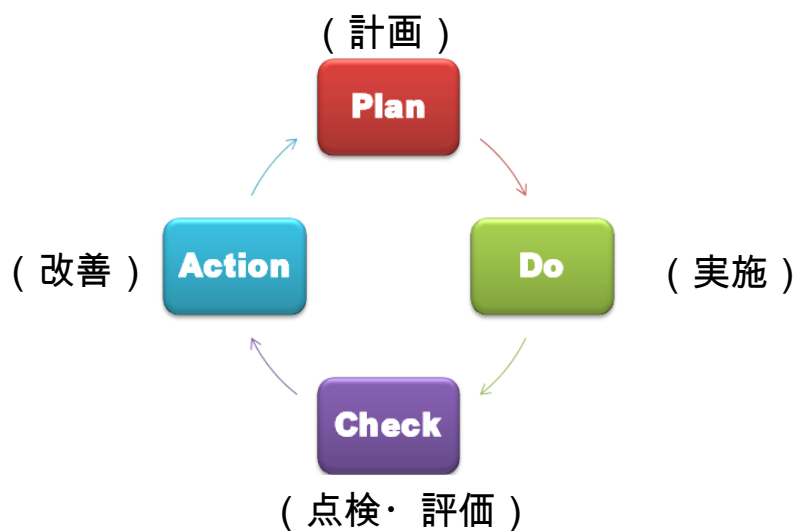 （計画）
Plan
Do
（実施）
Check
（点検・評価）
Action
（改善）